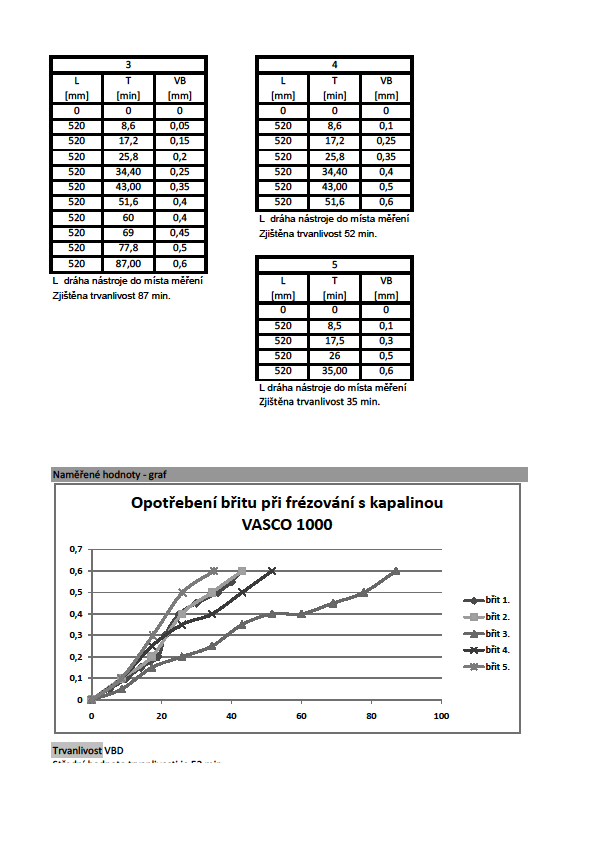 3
L T VB
[mm] [min] [mm]
0 0 0
520 8,6 0,05
520 17,2 0,15
520 25,8 0,2
520 34,40 0,25
520 43,00 0,35
520 51,6 0,4
520 60 0,4
520 69 0,45
520 77,8 0,5
520 87,00 0,6
L dráha nástroje do místa měření
Zjištěna trvanlivost 87 min.
4
L T VB
[mm] [min] [mm]
0 0 0
520 8,6 0,1
520 17,2 0,25
520 25,8 0,35
520 34,40 0,4
520 43,00 0,5
520 51,6 0,6
L dráha nástroje do místa měření
Zjištěna trvanlivost 52 min.
5
L T VB
[mm] [min] [mm]
0 0 0
520 8,5 0,1
520 17,5 0,3
520 26 0,5
520 35,00 0,6
L dráha nástroje do místa měření
Zjištěna trvanlivost 35 min.
Naměřené hodnoty - graf
Opotřebení břitu při frézování s kapalinou
VASCO 1000
0,7
0,6
0,5
0,4
0,3
0,2
0,1
0
0 20 40 60 80 100
břit 1.
břit 2.
břit 3.
břit 4.
břit 5.
Trvanlivost VBD